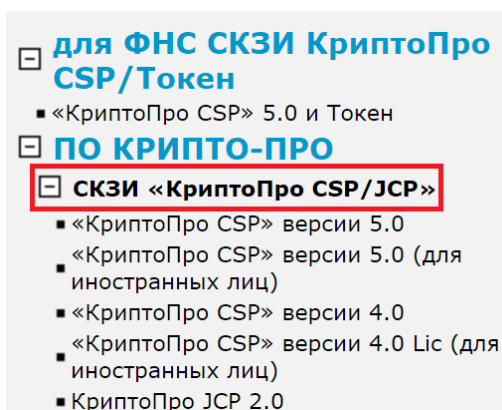 для ФНС СКЗИ КриптоПро
CSP/Токен
«КриптоПро CSP» 5.0 и Токен
ПО КРИПТО-ПРО
СКЗИ «КриптоПро CSP/JCP»
«КриптоПро CSP» версии 5.0
«КриптоПро CSP» версии 5.0 (для
иностранных лиц)
«КриптоПро CSP» версии 4.0
«КриптоПро CSP» версии 4.0 Lic (для
иностранных лиц)
КриптоПро JCP 2.0